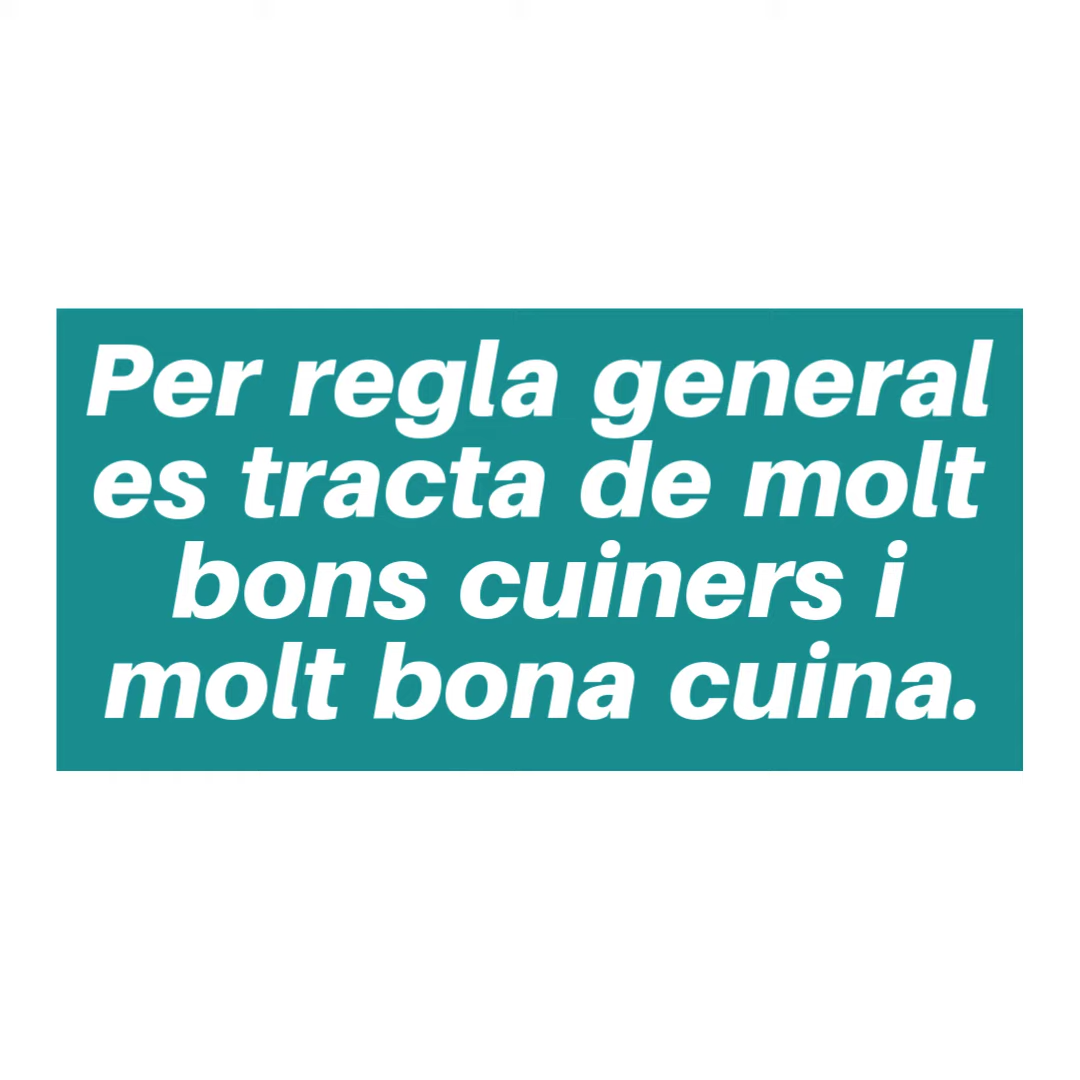 Per regla general
es tracta de molt
bons cuiners i
molt bona cuina.